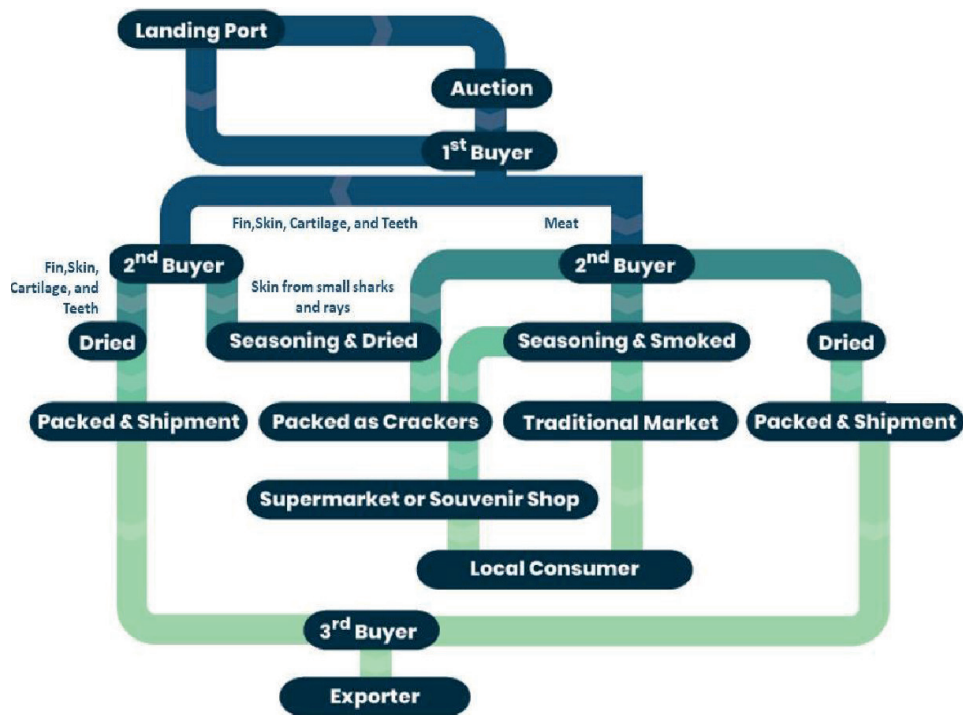 Landing Port
Auction
1st Buyer
Fin,Skin, Cartilage, and Teeth
Meat
2nd Buyer
2nd Buyer
Fin,Skin,
Cartilage, and
Teeth
Skin from small sharks
and rays
Dried
Seasoning & Dried
Seasoning & Smoked
Dried
Packed & Shipment
Packed as Crackers
Traditional Market
Packed & Shipment
Supermarket or Souvenir Shop
Local Consumer
3rd Buyer
Exporter